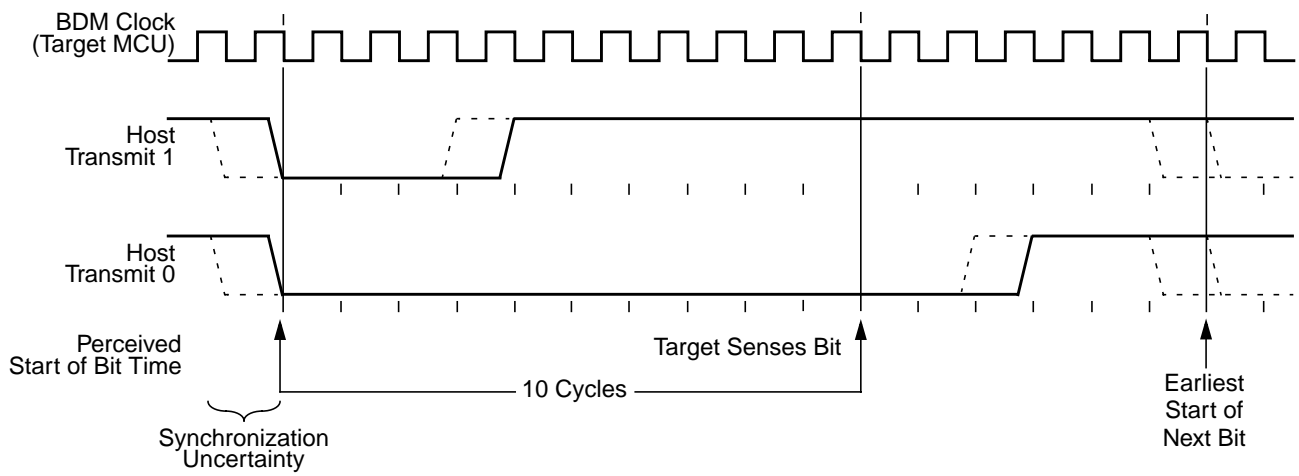 BDM Clock
(Target MCU)
Host
Transmit 1
Host
Transmit 0
Perceived
Start of Bit Time
Target Senses Bit
10 Cycles
Earliest
Start of
Next Bit
Synchronization
Uncertainty